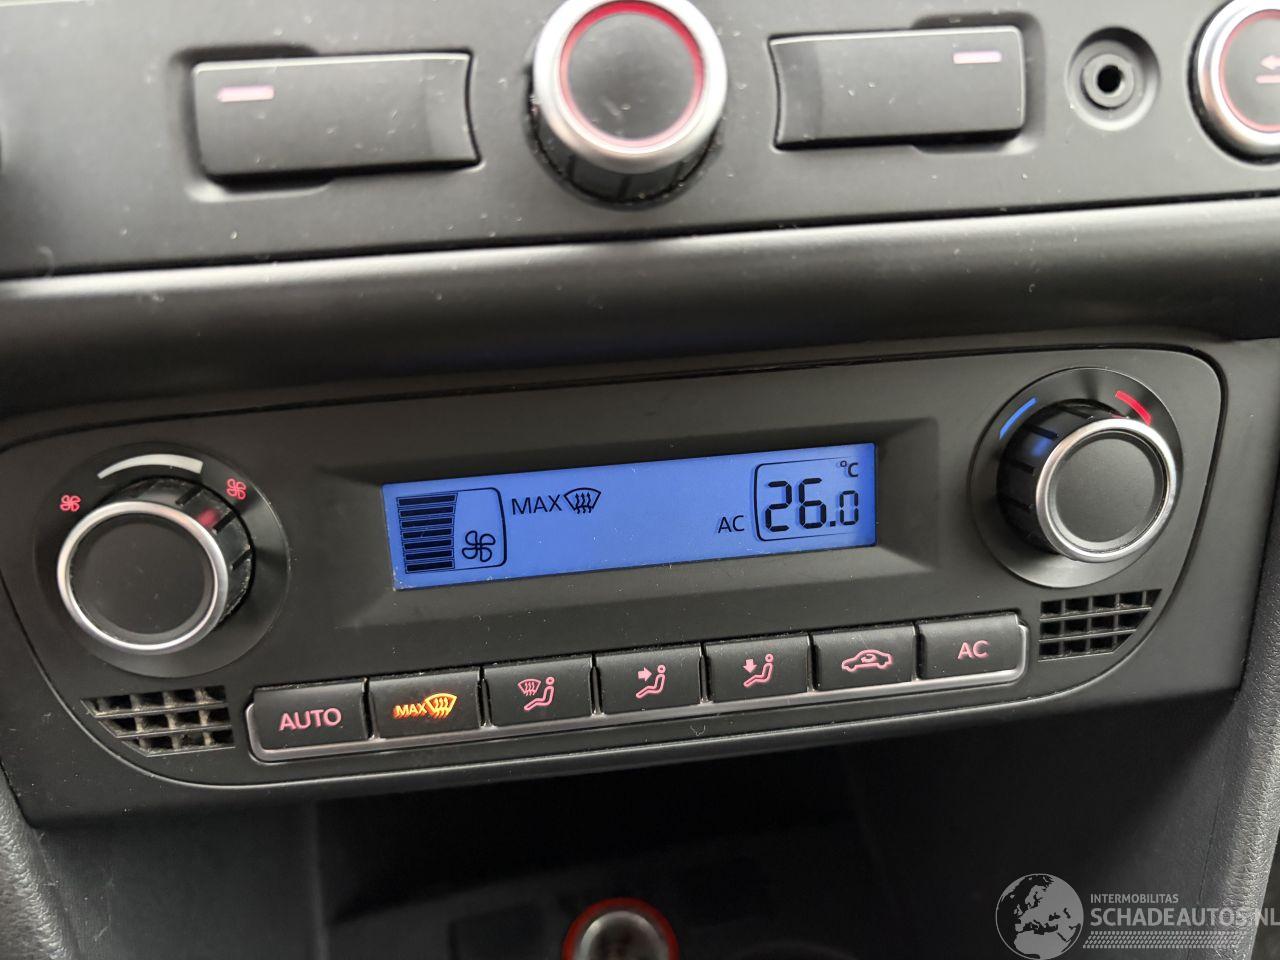 MAX
AC 26.0 °C
AUTO MAX AC
INTERMOBILITAS
SCHADEAUTOS.NL